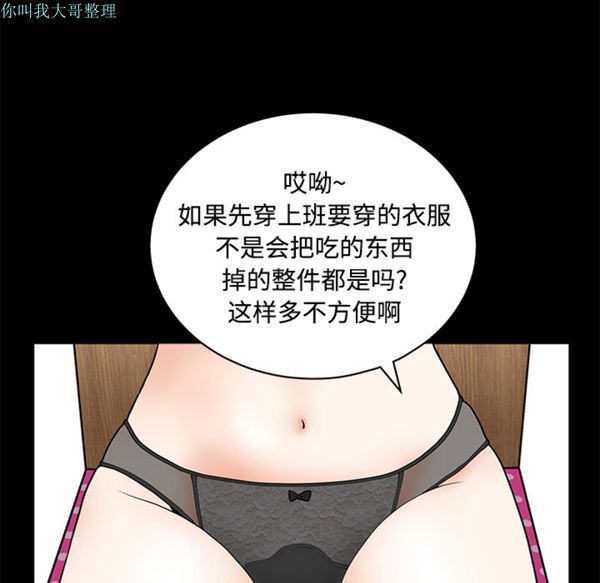 你叫我大哥整理
哎呦~
如果先穿上班要穿的衣服
不是会把吃的东西
掉的整件都是吗?
这样多不方便啊